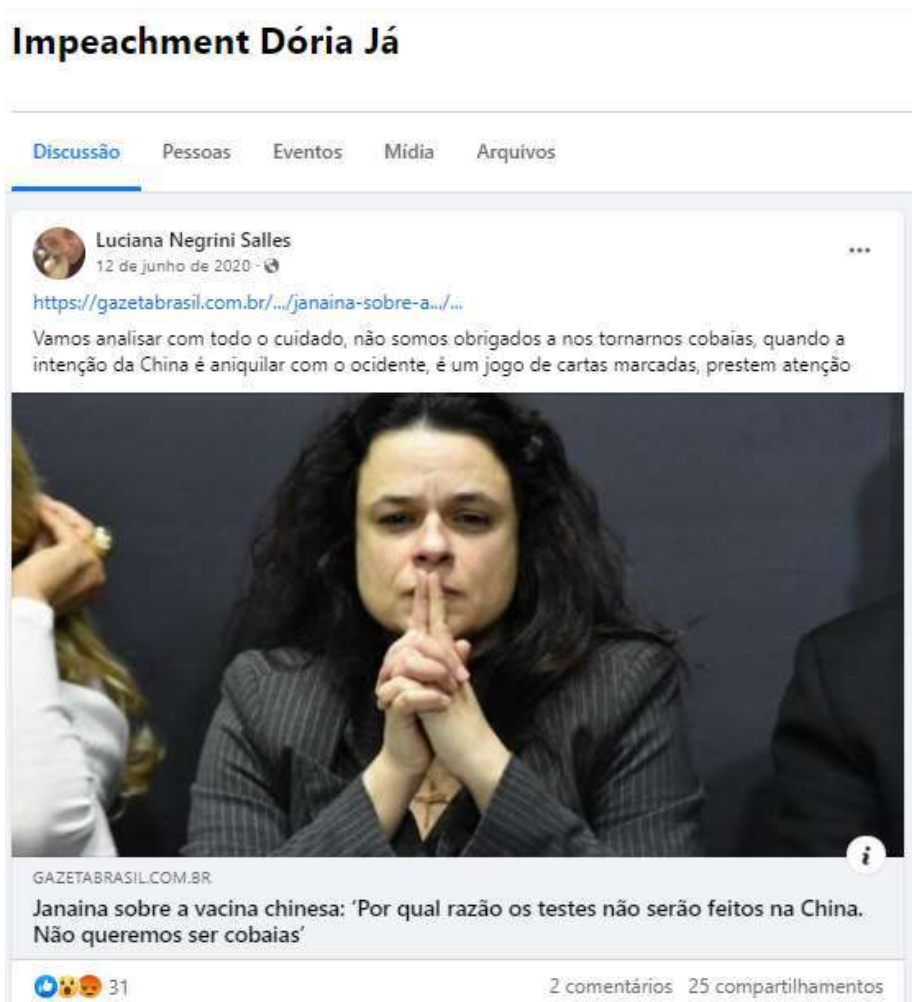 Impeachment Dória Já
Discussão Pessoas Eventos Mídia Arquivos
Luciana Negrini Salles
12 de junho de 2020 ·
https://gazetabrasil.com.br/.../janaina-sobre-a.../...
Vamos analisar com todo o cuidado, não somos obrigados a nos tornarnos cobaias, quando a
intenção da China é aniquilar com o ocidente, é um jogo de cartas marcadas, prestem atenção
GAZETABRASIL.COM.BR
Janaina sobre a vacina chinesa: ‘Por qual razão os testes não serão feitos na China.
Não queremos ser cobaias’
31 2 comentários 25 compartilhamentos